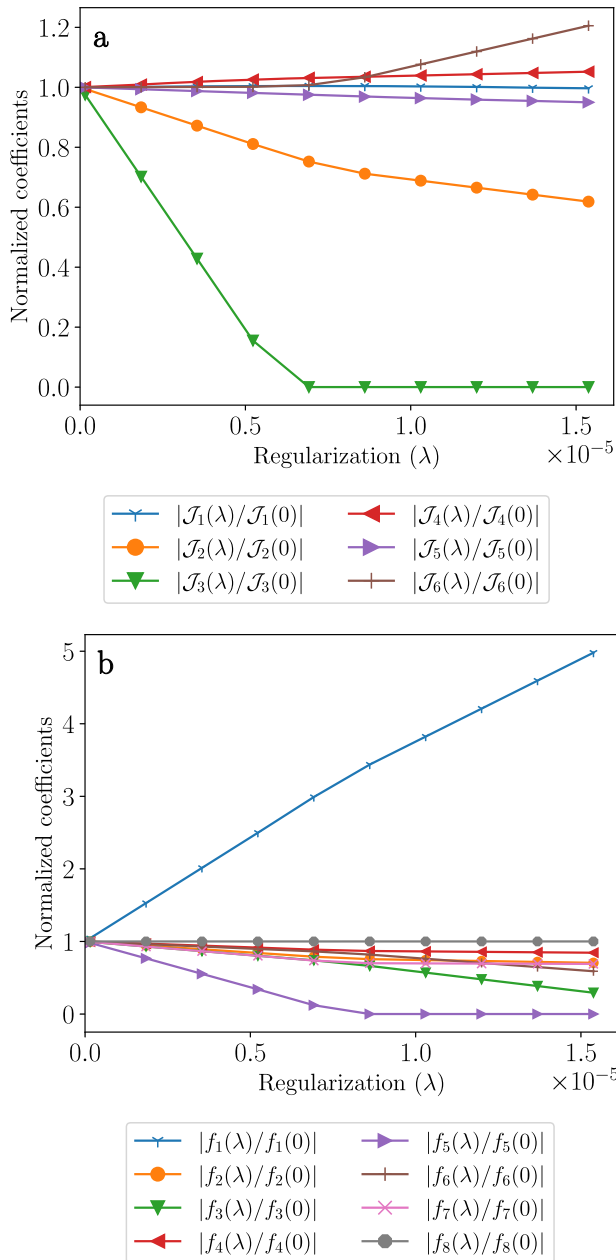 a
Normalized coefficients
1.2
1.0
0.8
0.6
0.4
0.2
0.0
0.0 0.5 1.0 1.5
Regularization (λ)
×10⁻⁵
|𝒥₁(λ)/𝒥₁(0)| |𝒥₄(λ)/𝒥₄(0)|
|𝒥₂(λ)/𝒥₂(0)| |𝒥₅(λ)/𝒥₅(0)|
|𝒥₃(λ)/𝒥₃(0)| |𝒥₆(λ)/𝒥₆(0)|
b
Normalized coefficients
5
4
3
2
1
0
0.0 0.5 1.0 1.5
Regularization (λ)
×10⁻⁵
|f₁(λ)/f₁(0)| |f₅(λ)/f₅(0)|
|f₂(λ)/f₂(0)| |f₆(λ)/f₆(0)|
|f₃(λ)/f₃(0)| |f₇(λ)/f₇(0)|
|f₄(λ)/f₄(0)| |f₈(λ)/f₈(0)|